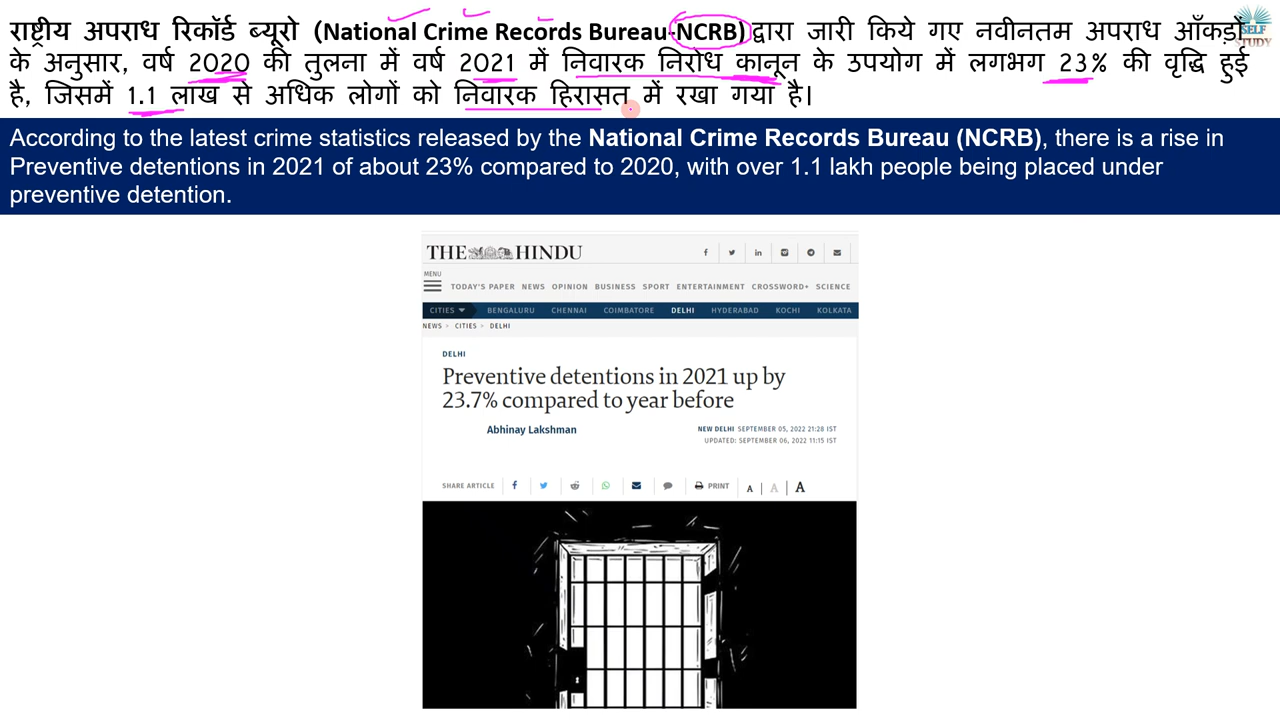 राष्ट्रीय अपराध रिकॉर्ड ब्यूरो (National Crime Records Bureau-NCRB) द्वारा जारी किये गए नवीनतम अपराध आँकड़ों
के अनुसार, वर्ष 2020 की तुलना में वर्ष 2021 में निवारक निरोध कानून के उपयोग में लगभग 23% की वृद्धि हुई
है, जिसमें 1.1 लाख से अधिक लोगों को निवारक हिरासत में रखा गया है।
SELF
STUDY
According to the latest crime statistics released by the National Crime Records Bureau (NCRB), there is a rise in
Preventive detentions in 2021 of about 23% compared to 2020, with over 1.1 lakh people being placed under
preventive detention.
THE HINDU
MENU
TODAY'S PAPER NEWS OPINION BUSINESS SPORT ENTERTAINMENT CROSSWORD+ SCIENCE
CITIES BENGALURU CHENNAI COIMBATORE DELHI HYDERABAD KOCHI KOLKATA
NEWS > CITIES > DELHI
DELHI
Preventive detentions in 2021 up by
23.7% compared to year before
Abhinay Lakshman
NEW DELHI SEPTEMBER 05, 2022 21:28 IST
UPDATED: SEPTEMBER 06, 2022 11:15 IST
SHARE ARTICLE PRINT A | A | A